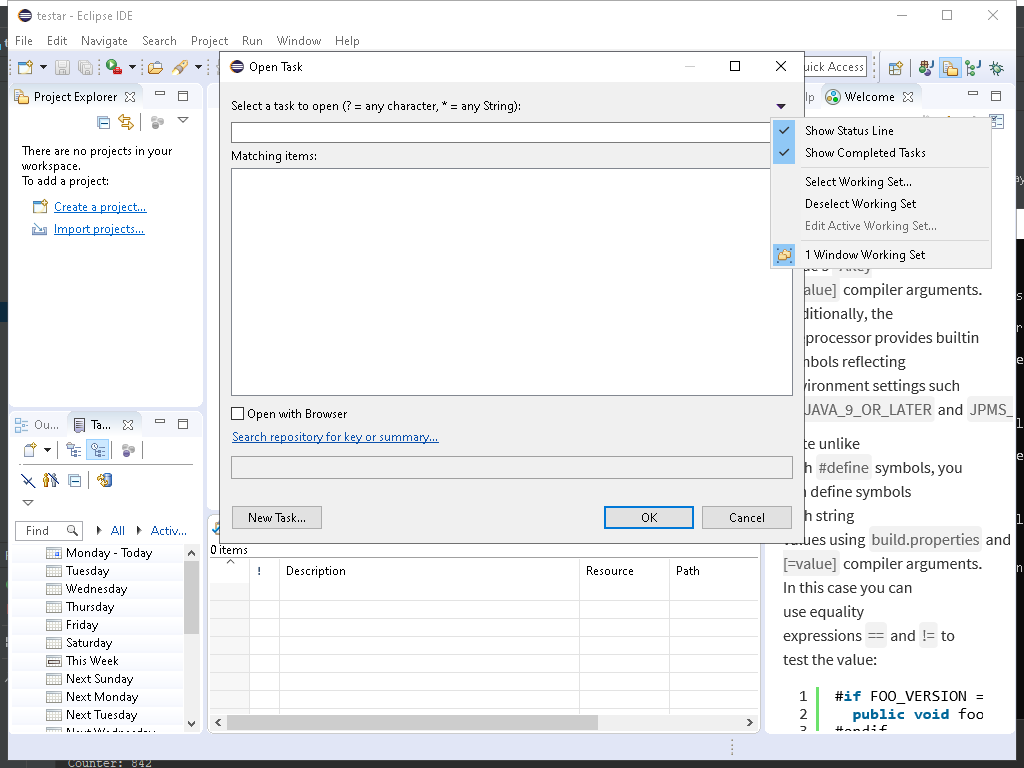 testar - Eclipse IDE
File Edit Navigate Search Project Run Window Help
Quick Access
Project Explorer
There are no projects in your
workspace.
To add a project:
Create a project...
Import projects...
Open Task
Select a task to open (? = any character, * = any String):
Matching items:
Open with Browser
Search repository for key or summary...
New Task...
OK
Cancel
Show Status Line
Show Completed Tasks
Select Working Set...
Deselect Working Set
Edit Active Working Set...
1 Window Working Set
Welcome
alue] compiler arguments.
ditionally, the
processor provides builtin
nbols reflecting
vironment settings such
JAVA_9_OR_LATER and JPMS_
te unlike
h #define symbols, you
n define symbols
h string
values using build.properties and
[=value] compiler arguments.
In this case you can
use equality
expressions == and != to
test the value:
1 #if FOO_VERSION =
2 public void foo
3 #endif
Ou...
Ta...
Find
All
Activ...
Monday - Today
Tuesday
Wednesday
Thursday
Friday
Saturday
This Week
Next Sunday
Next Monday
Next Tuesday
Next Wednesday
0 items
! Description Resource Path
Counter: 842